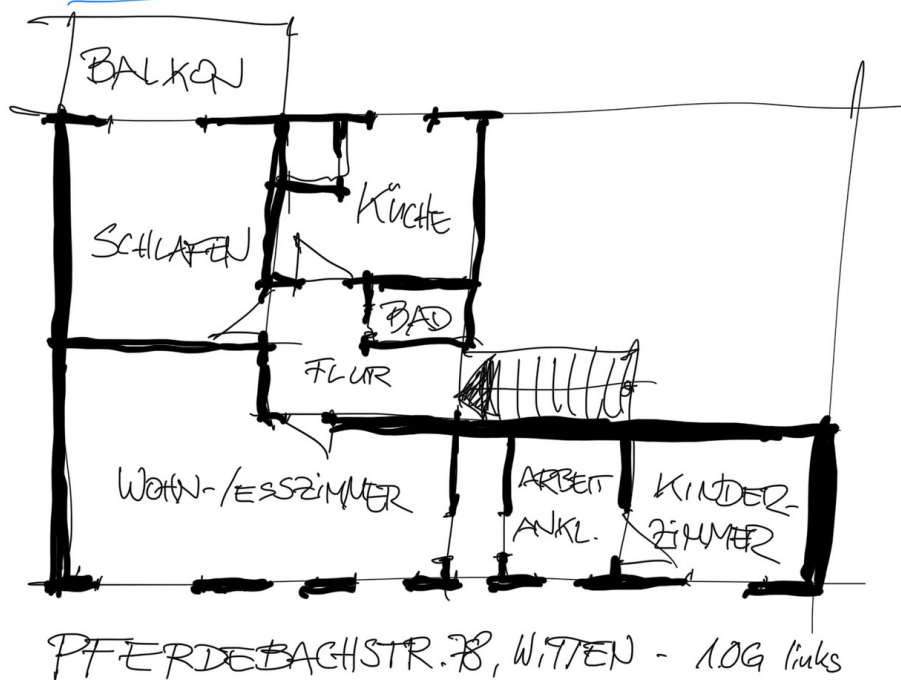 BALKON
SCHLAFEN
KÜCHE
BAD
FLUR
WOHN-/ESSZIMMER
ARBEIT
ANKL.
KINDER-
ZIMMER
PFERDEBACHSTR. 78, WITTEN - 1.OG links